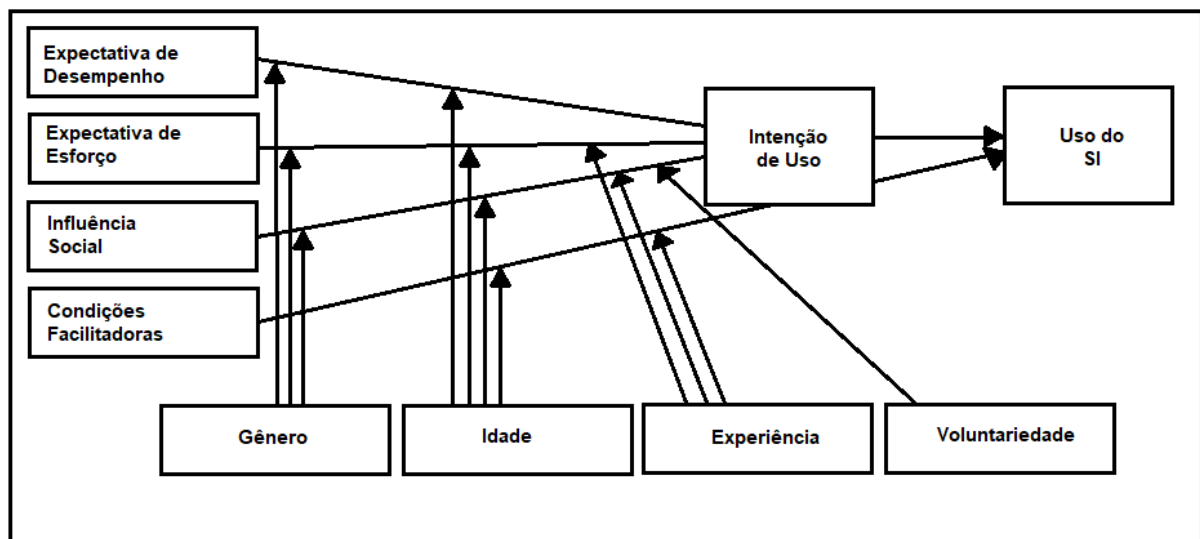 Expectativa de
Desempenho
Expectativa de
Esforço
Influência
Social
Condições
Facilitadoras
Intenção
de Uso
Uso do
SI
Gênero
Idade
Experiência
Voluntariedade